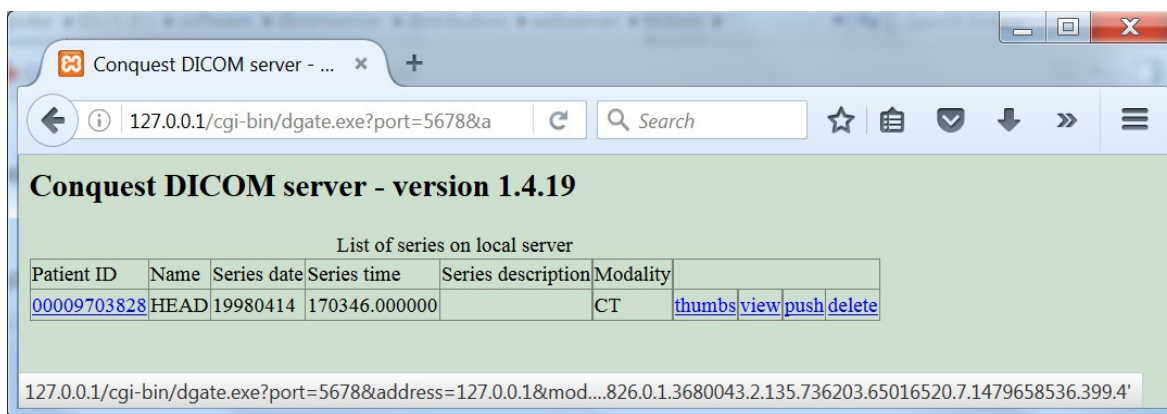 Conquest DICOM server - ...
127.0.0.1/cgi-bin/dgate.exe?port=5678&a
Search
Conquest DICOM server - version 1.4.19
List of series on local server
Patient ID Name Series date Series time Series description Modality
00009703828 HEAD 19980414 170346.000000 CT thumbs view push delete
127.0.0.1/cgi-bin/dgate.exe?port=5678&address=127.0.0.1&mod....826.0.1.3680043.2.135.736203.65016520.7.1479658536.399.4'